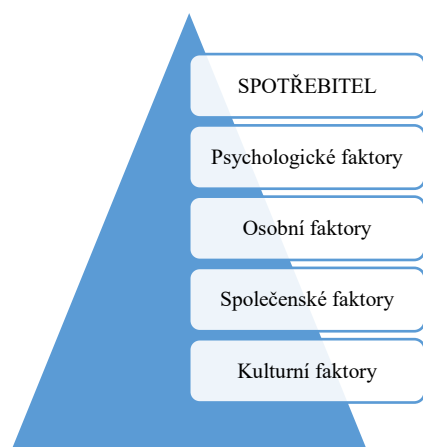 SPOTŘEBITEL
Psychologické faktory
Osobní faktory
Společenské faktory
Kulturní faktory